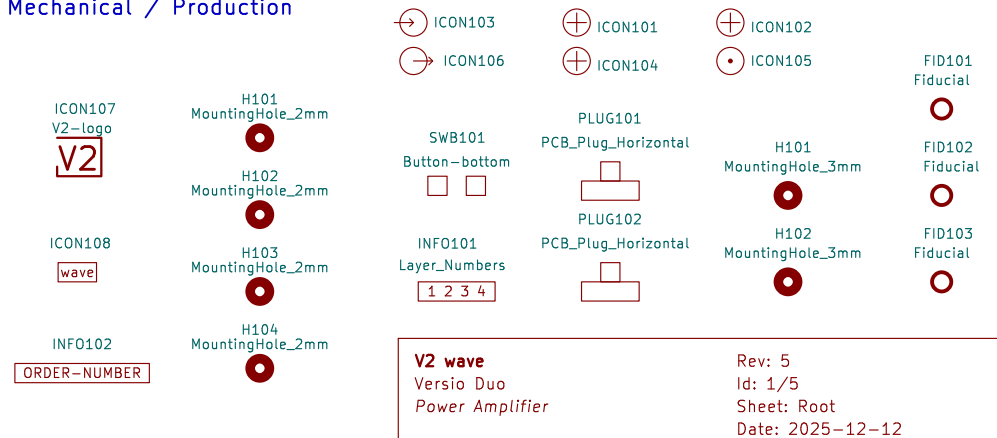 Mechanical / Production
ICON103
ICON101
ICON102
ICON106
ICON104
ICON105
FID101
Fiducial
ICON107
V2-logo
V2
H101
MountingHole_2mm
SWB101
Button-bottom
PLUG101
PCB_Plug_Horizontal
H101
MountingHole_3mm
FID102
Fiducial
H102
MountingHole_2mm
ICON108
wave
H103
MountingHole_2mm
INFO101
Layer_Numbers
1 2 3 4
PLUG102
PCB_Plug_Horizontal
H102
MountingHole_3mm
FID103
Fiducial
INFO102
ORDER-NUMBER
H104
MountingHole_2mm
V2 wave
Versio Duo
Power Amplifier
Rev: 5
Id: 1/5
Sheet: Root
Date: 2025-12-12